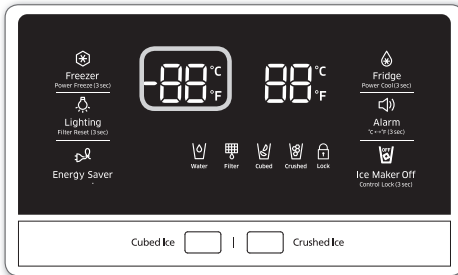 Freezer
Power Freeze (3 sec)
Lighting
Filter Reset (3 sec)
Energy Saver
-88 °C °F
88 °C °F
Water Filter Cubed Crushed Lock
Fridge
Power Cool (3 sec)
Alarm
°C↔°F (3 sec)
OFF
Ice Maker Off
Control Lock (3 sec)
Cubed Ice | Crushed Ice